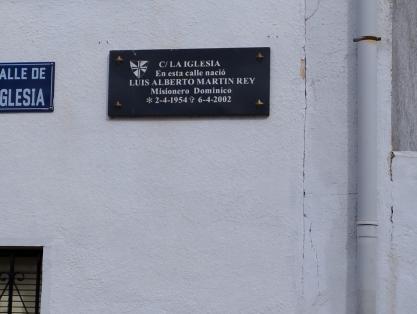 ALLE DE
GLESIA
C/ LA IGLESIA
En esta calle nació
LUIS ALBERTO MARTIN REY
Misionero Domínico
* 2-4-1954 ✞ 6-4-2002